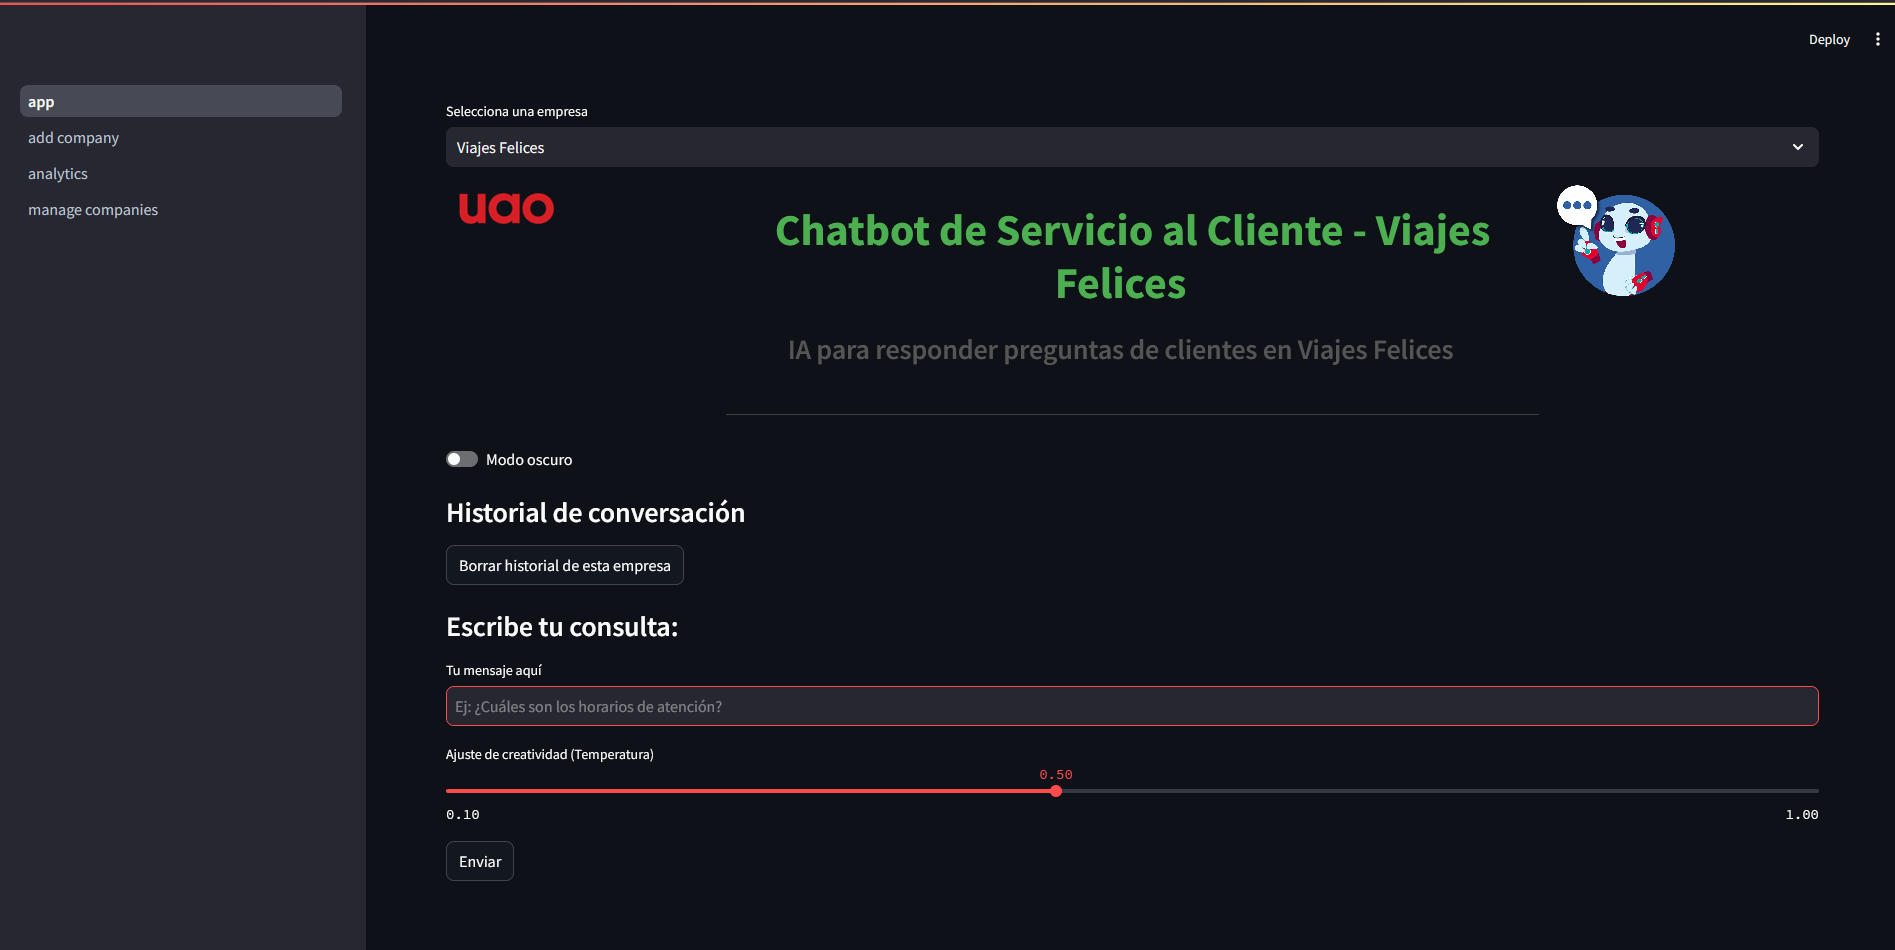 Deploy
app
add company
analytics
manage companies
Selecciona una empresa
Viajes Felices
uao
Chatbot de Servicio al Cliente - Viajes
Felices
IA para responder preguntas de clientes en Viajes Felices
Modo oscuro
Historial de conversación
Borrar historial de esta empresa
Escribe tu consulta:
Tu mensaje aquí
Ej: ¿Cuáles son los horarios de atención?
Ajuste de creatividad (Temperatura)
0.50
0.10
1.00
Enviar